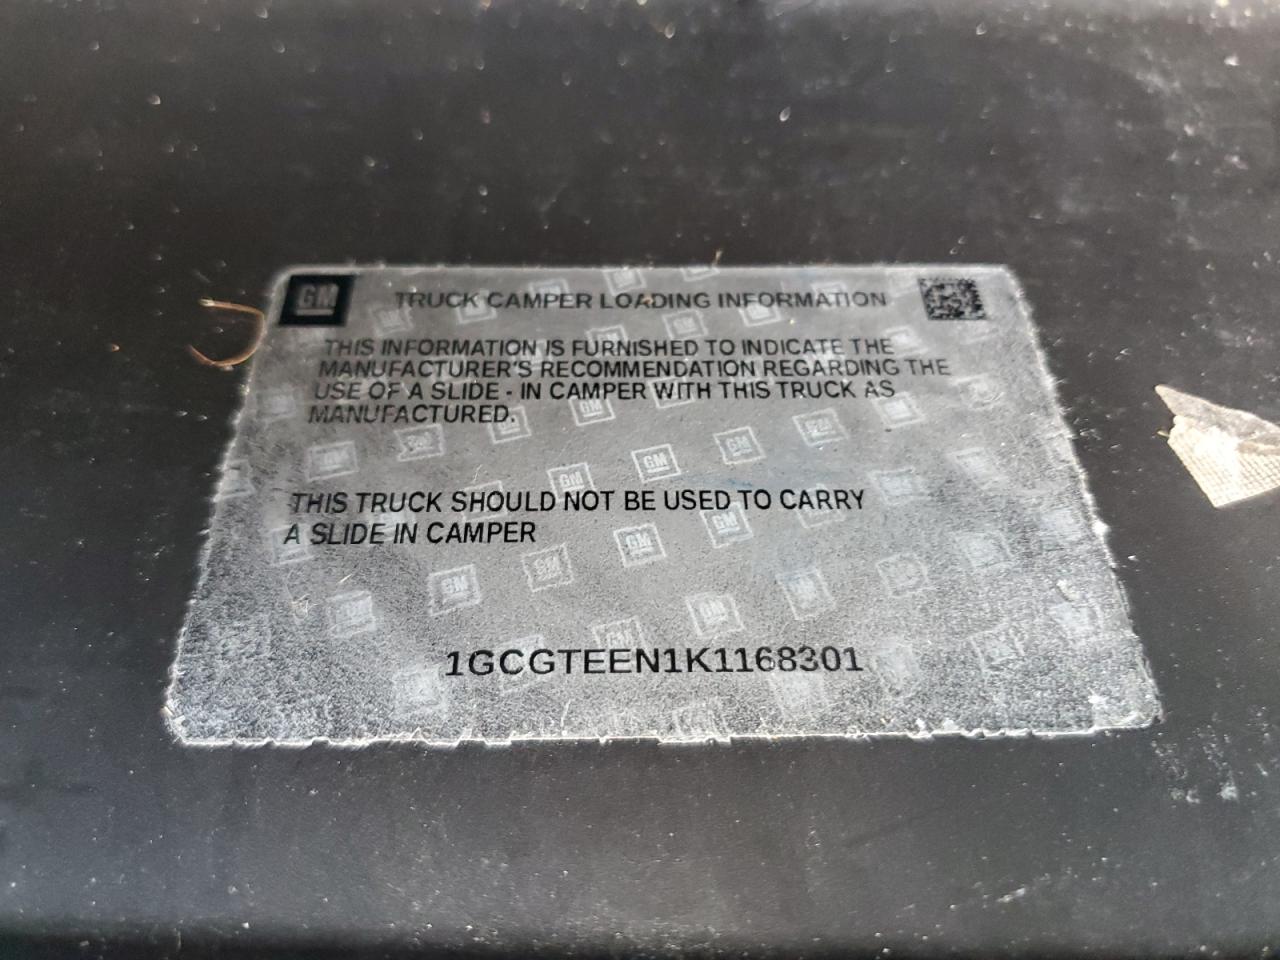 GM TRUCK CAMPER LOADING INFORMATION
THIS INFORMATION IS FURNISHED TO INDICATE THE
MANUFACTURER'S RECOMMENDATION REGARDING THE
USE OF A SLIDE - IN CAMPER WITH THIS TRUCK AS
MANUFACTURED.
THIS TRUCK SHOULD NOT BE USED TO CARRY
A SLIDE IN CAMPER
1GCGTEEN1K1168301